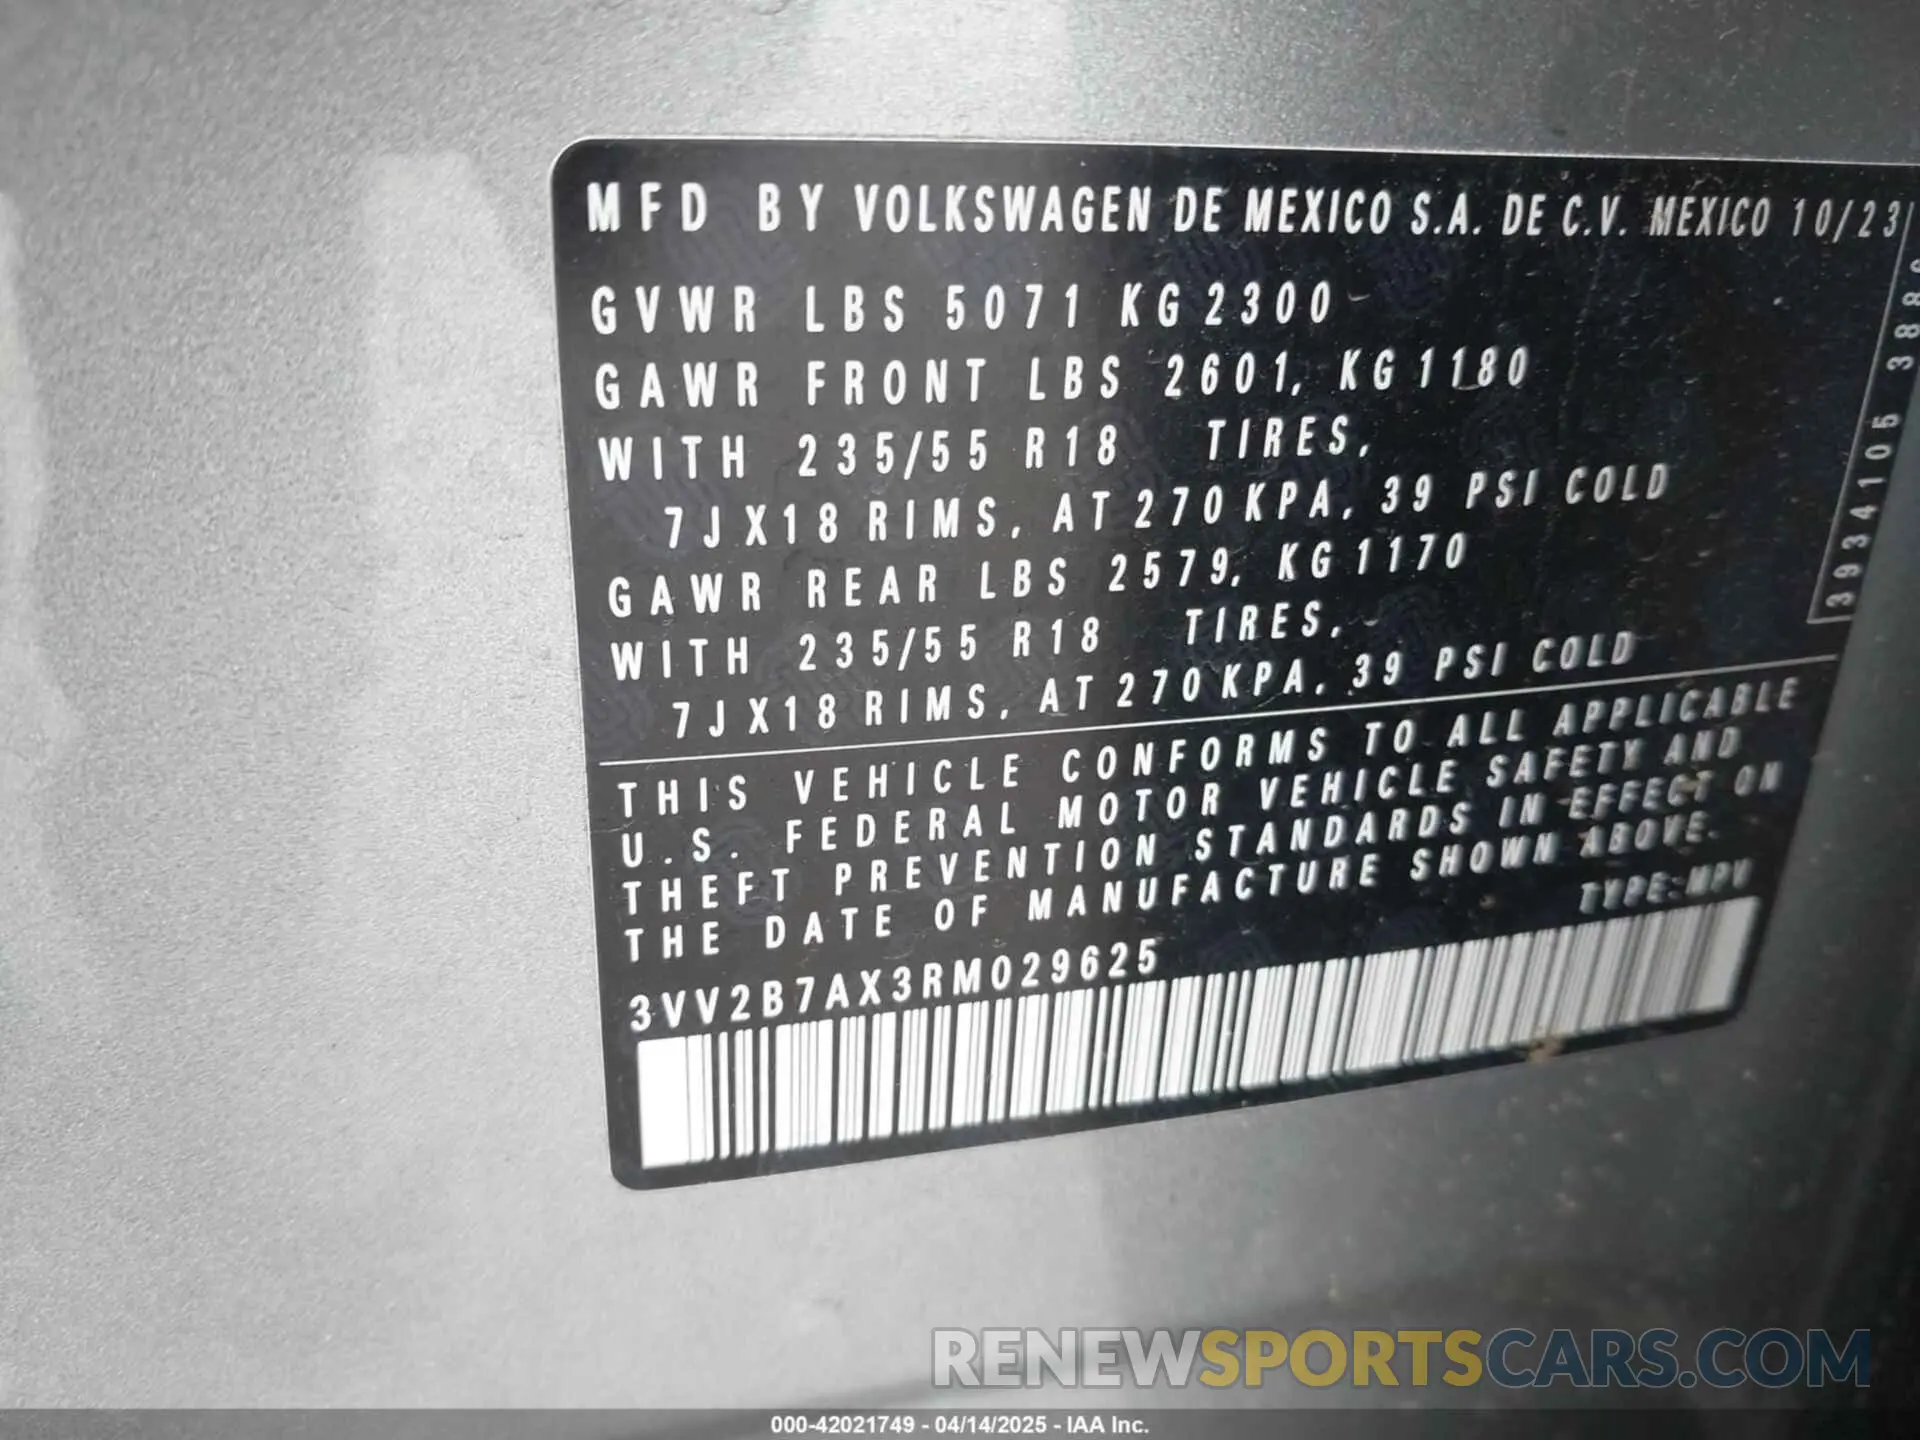 MFD BY VOLKSWAGEN DE MEXICO S.A. DE C.V. MEXICO 10/23
GVWR LBS 5071 KG 2300
GAWR FRONT LBS 2601, KG 1180
WITH 235/55 R18 TIRES,
7JX18 RIMS, AT 270 KPA, 39 PSI COLD
GAWR REAR LBS 2579, KG 1170
WITH 235/55 R18 TIRES,
7JX18 RIMS, AT 270 KPA, 39 PSI COLD
THIS VEHICLE CONFORMS TO ALL APPLICABLE
U.S. FEDERAL MOTOR VEHICLE SAFETY AND
THEFT PREVENTION STANDARDS IN EFFECT ON
THE DATE OF MANUFACTURE SHOWN ABOVE.
TYPE: MPV
3VV2B7AX3RM029625
3934105
RENEWSPORTSCARS.COM
000-42021749 - 04/14/2025 - IAA Inc.